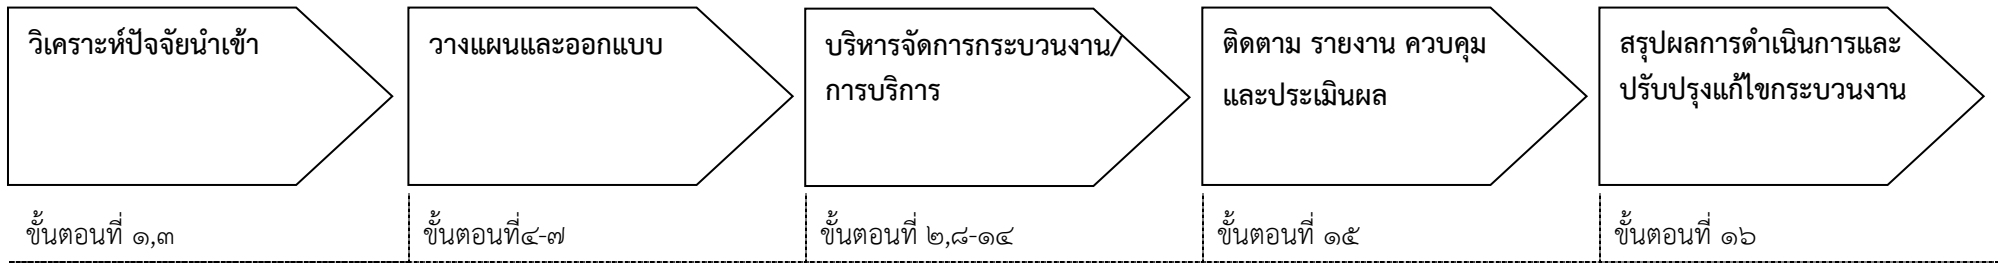 วิเคราะห์ปัจจัยนำเข้า
วางแผนและออกแบบ
บริหารจัดการกระบวนงาน/
การบริการ
ติดตาม รายงาน ควบคุม
และประเมินผล
สรุปผลการดำเนินการและ
ปรับปรุงแก้ไขกระบวนงาน
ขั้นตอนที่ ๑,๓
ขั้นตอนที่๔-๗
ขั้นตอนที่ ๒,๘-๑๔
ขั้นตอนที่ ๑๕
ขั้นตอนที่ ๑๖